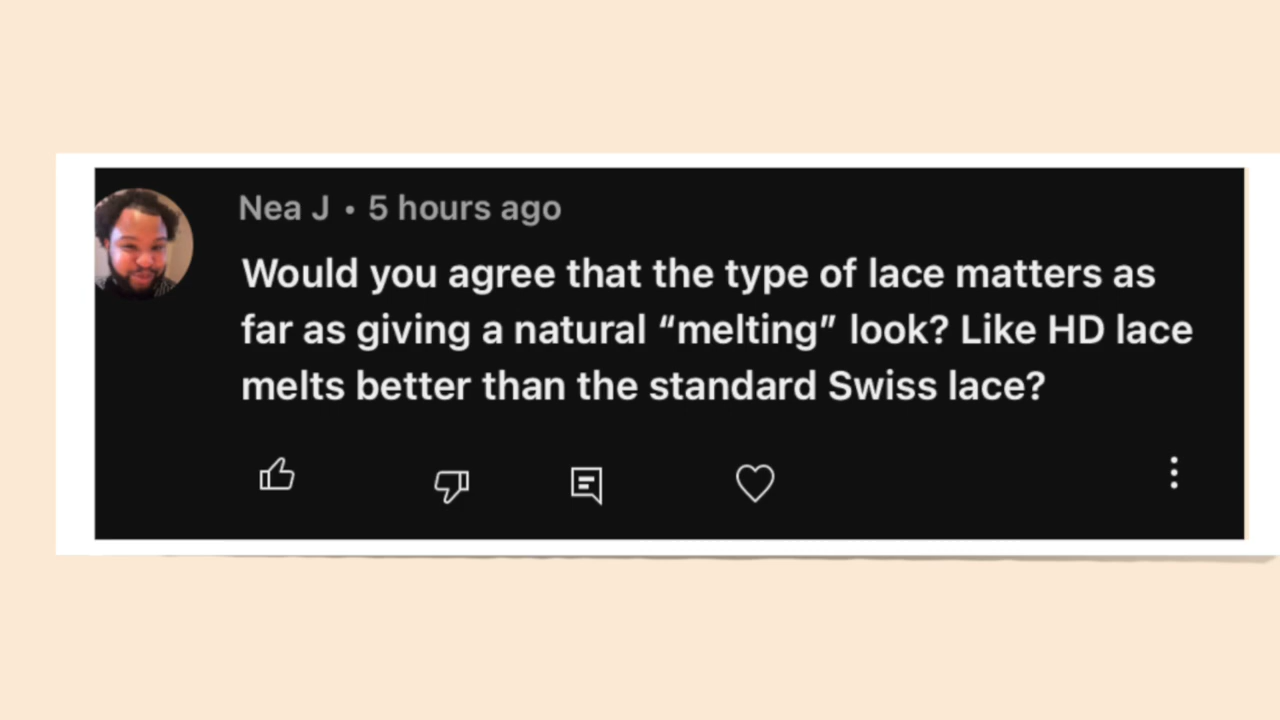 Nea J • 5 hours ago
Would you agree that the type of lace matters as
far as giving a natural “melting” look? Like HD lace
melts better than the standard Swiss lace?